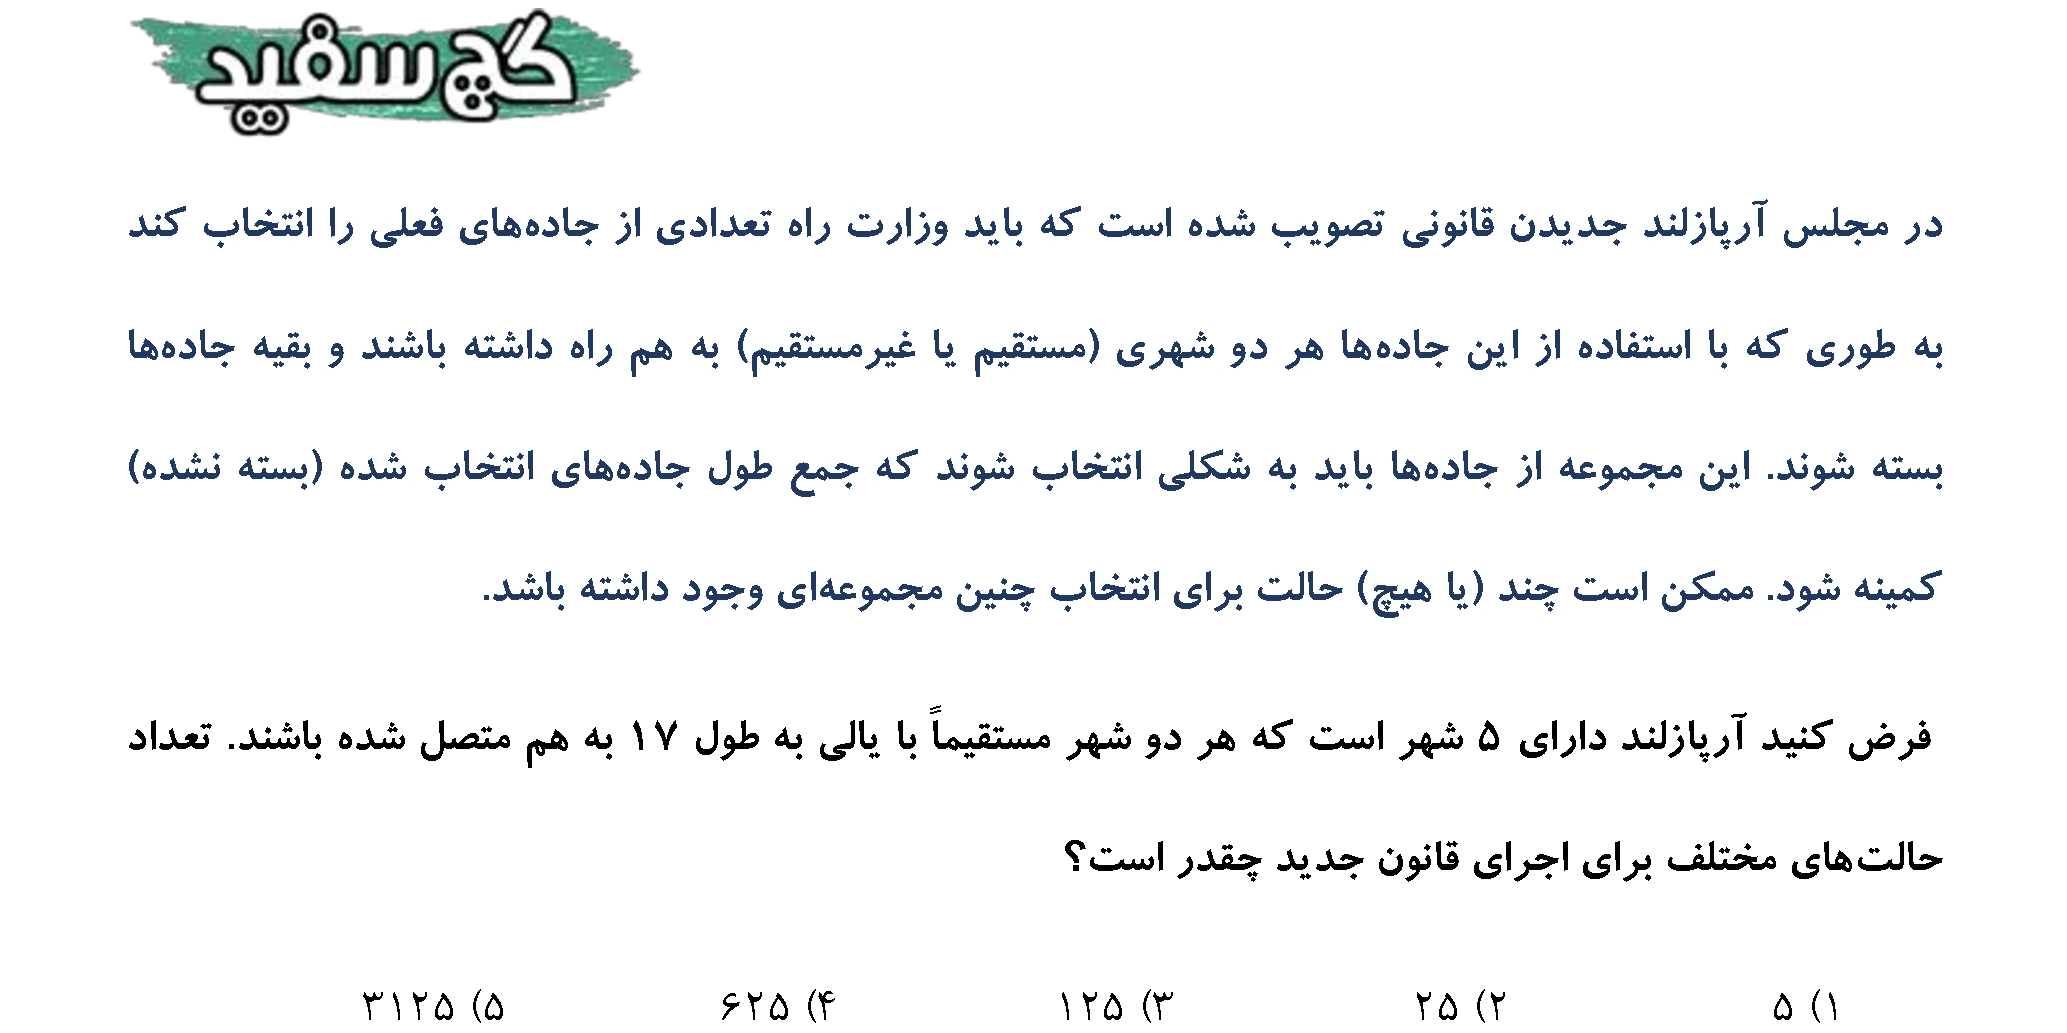 گچ سفید
در مجلس آرپازلند جدیدن قانونی تصویب شده است که باید وزارت راه تعدادی از جاده‌های فعلی را انتخاب کند
به طوری که با استفاده از این جاده‌ها هر دو شهری (مستقیم یا غیرمستقیم) به هم راه داشته باشند و بقیه جاده‌ها
بسته شوند. این مجموعه از جاده‌ها باید به شکلی انتخاب شوند که جمع طول جاده‌های انتخاب شده (بسته نشده)
کمینه شود. ممکن است چند (یا هیچ) حالت برای انتخاب چنین مجموعه‌ای وجود داشته باشد.
فرض کنید آرپازلند دارای ۵ شهر است که هر دو شهر مستقیماً با یالی به طول ۱۷ به هم متصل شده باشند. تعداد
حالت‌های مختلف برای اجرای قانون جدید چقدر است؟
۱) ۵ ۲) ۲۵ ۳) ۱۲۵ ۴) ۶۲۵ ۵) ۳۱۲۵